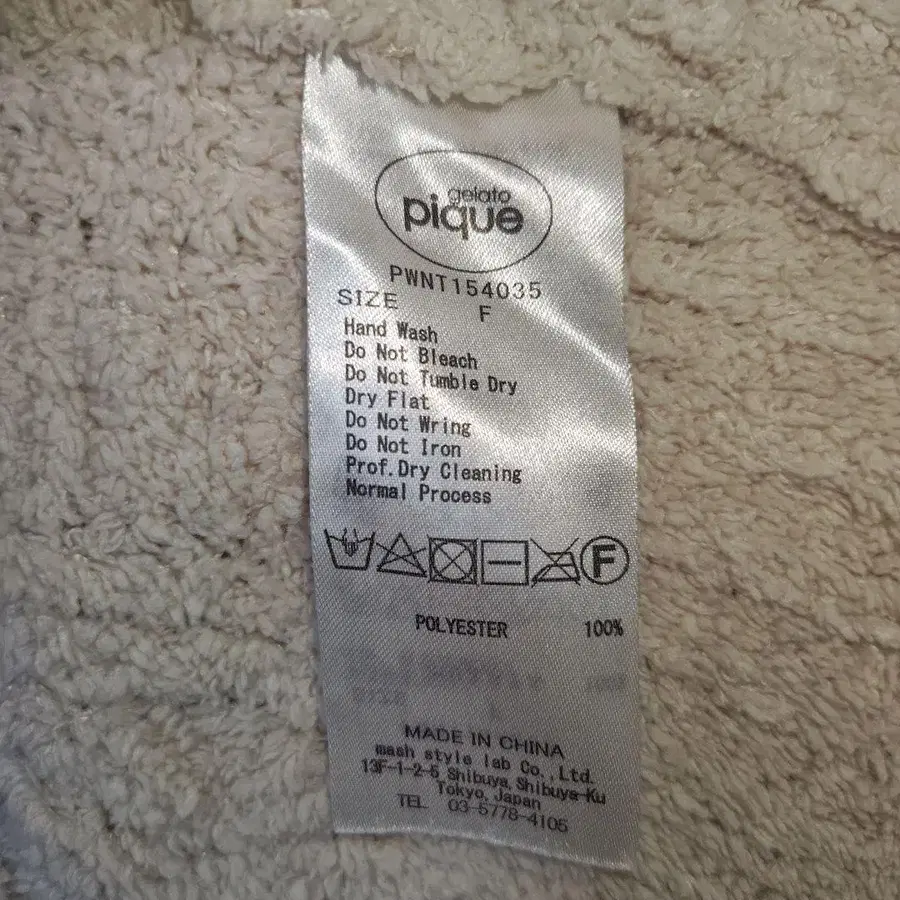 gelato
pique
PWNT154035
SIZE F
Hand Wash
Do Not Bleach
Do Not Tumble Dry
Dry Flat
Do Not Wring
Do Not Iron
Prof.Dry Cleaning
Normal Process
F
POLYESTER 100%
MADE IN CHINA
mash style lab Co.,Ltd.
13F-1-2-5,Shibuya,Shibuya-Ku
Tokyo,Japan
TEL 03-5778-4105